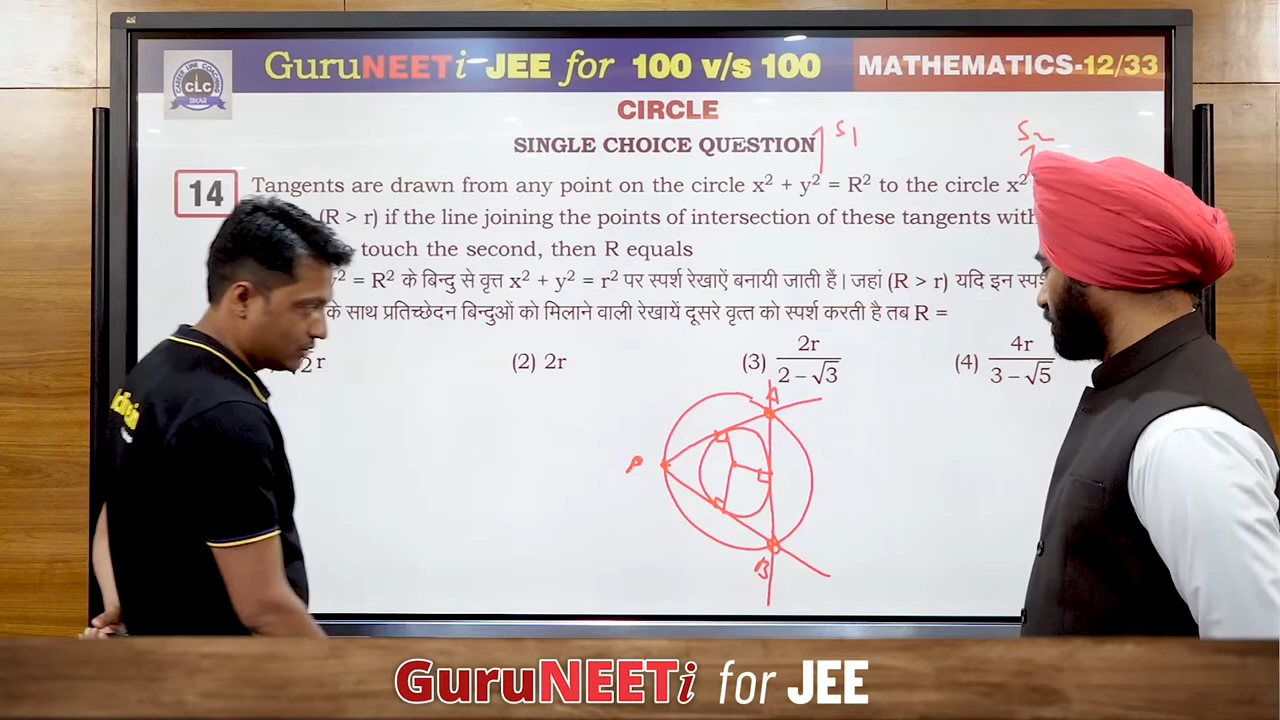 GuruNEETi JEE for 100 v/s 100 MATHEMATICS-12/33
CLC
SIKAR
CIRCLE
SINGLE CHOICE QUESTION
S1
S2
14 Tangents are drawn from any point on the circle x² + y² = R² to the circle x²
(R > r) if the line joining the points of intersection of these tangents with
touch the second, then R equals
= R² के बिन्दु से वृत्त x² + y² = r² पर स्पर्श रेखाऐं बनायी जाती हैं। जहां (R > r) यदि इन
के साथ प्रतिच्छेदन बिन्दुओं को मिलाने वाली रेखायें दूसरे वृत्त को स्पर्श करती है तब R =
2 r (2) 2r (3) 2r / 2 – √3 (4) 4r / 3 – √5
A
P
B
GuruNEETi for JEE